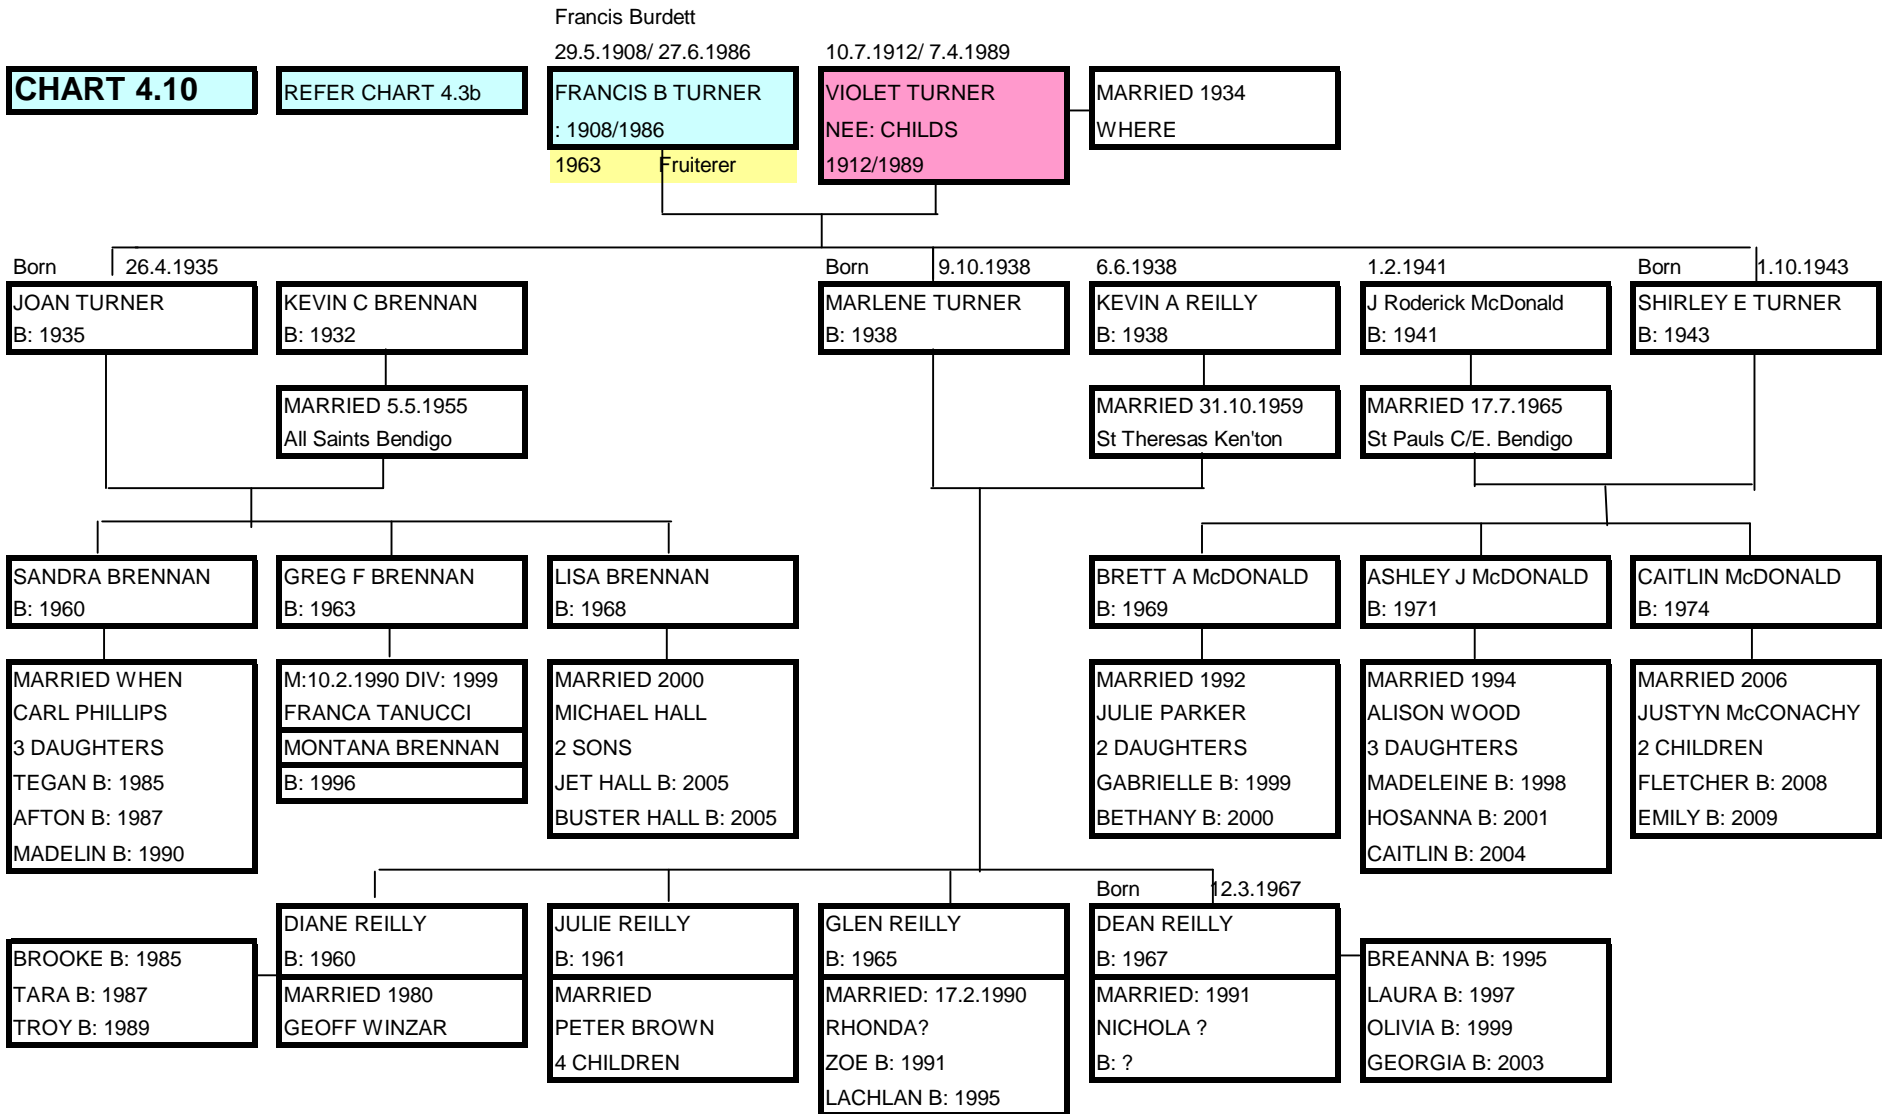 Francis Burdett
29.5.1908/ 27.6.1986
10.7.1912/ 7.4.1989
CHART 4.10
REFER CHART 4.3b
FRANCIS B TURNER
: 1908/1986
1963 Fruiterer
VIOLET TURNER
NEE: CHILDS
1912/1989
MARRIED 1934
WHERE
Born 26.4.1935
JOAN TURNER
B: 1935
KEVIN C BRENNAN
B: 1932
Born 9.10.1938
MARLENE TURNER
B: 1938
6.6.1938
KEVIN A REILLY
B: 1938
1.2.1941
J Roderick McDonald
B: 1941
Born 1.10.1943
SHIRLEY E TURNER
B: 1943
MARRIED 5.5.1955
All Saints Bendigo
MARRIED 31.10.1959
St Theresas Ken'ton
MARRIED 17.7.1965
St Pauls C/E. Bendigo
SANDRA BRENNAN
B: 1960
GREG F BRENNAN
B: 1963
LISA BRENNAN
B: 1968
BRETT A McDONALD
B: 1969
ASHLEY J McDONALD
B: 1971
CAITLIN McDONALD
B: 1974
MARRIED WHEN
CARL PHILLIPS
3 DAUGHTERS
TEGAN B: 1985
AFTON B: 1987
MADELIN B: 1990
M:10.2.1990 DIV: 1999
FRANCA TANUCCI
MONTANA BRENNAN
B: 1996
MARRIED 2000
MICHAEL HALL
2 SONS
JET HALL B: 2005
BUSTER HALL B: 2005
MARRIED 1992
JULIE PARKER
2 DAUGHTERS
GABRIELLE B: 1999
BETHANY B: 2000
MARRIED 1994
ALISON WOOD
3 DAUGHTERS
MADELEINE B: 1998
HOSANNA B: 2001
CAITLIN B: 2004
MARRIED 2006
JUSTYN McCONACHY
2 CHILDREN
FLETCHER B: 2008
EMILY B: 2009
BROOKE B: 1985
TARA B: 1987
TROY B: 1989
DIANE REILLY
B: 1960
MARRIED 1980
GEOFF WINZAR
JULIE REILLY
B: 1961
MARRIED
PETER BROWN
4 CHILDREN
GLEN REILLY
B: 1965
MARRIED: 17.2.1990
RHONDA?
ZOE B: 1991
LACHLAN B: 1995
Born 12.3.1967
DEAN REILLY
B: 1967
MARRIED: 1991
NICHOLA ?
B: ?
BREANNA B: 1995
LAURA B: 1997
OLIVIA B: 1999
GEORGIA B: 2003